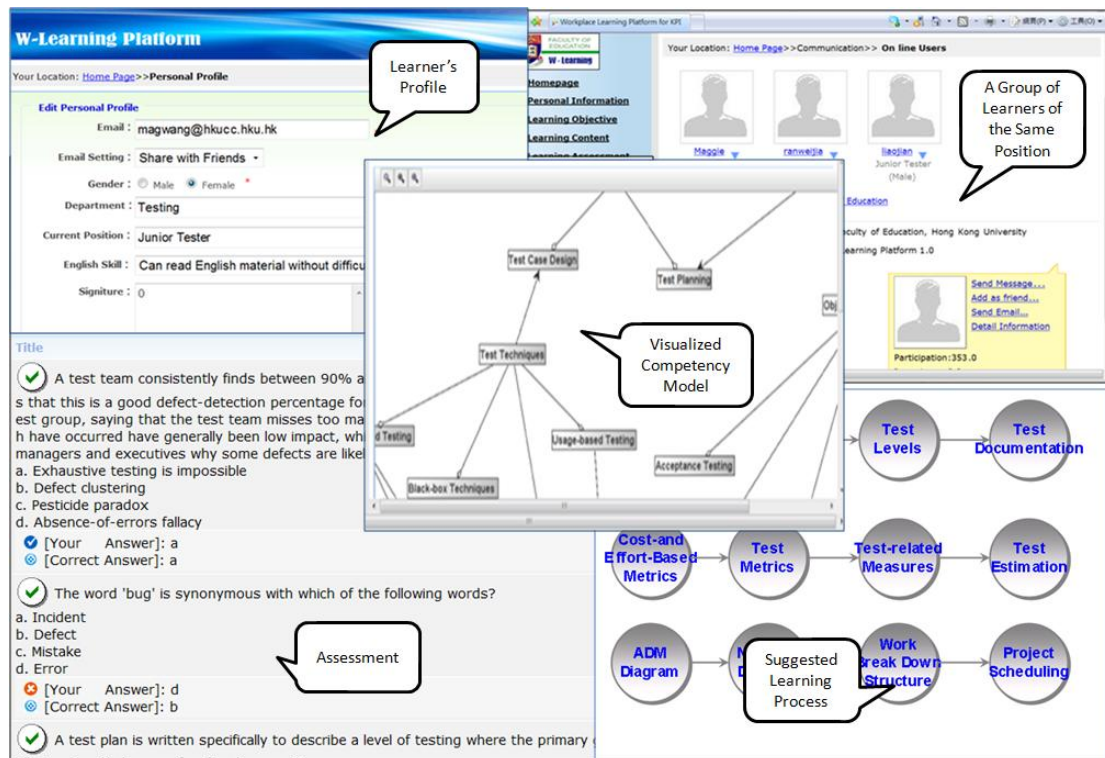 W-Learning Platform
Your Location: Home Page>>Personal Profile
Edit Personal Profile
Email : magwang@hkucc.hku.hk
Email Setting : Share with Friends
Gender : Male Female *
Department : Testing
Current Position : Junior Tester
English Skill : Can read English material without difficu
Signiture : 0
Learner's
Profile
Workplace Learning Platform for KPI
工具(O)
FACULTY OF
EDUCATION
W - Learning
Homepage
Personal Information
Learning Objective
Learning Content
Learning Assessment
Your Location: Home Page>>Communication>> On line Users
Maggie ranweijia liaojian
Junior Tester
(Male)
Education
culty of Education, Hong Kong University
earning Platform 1.0
Send Message...
Add as friend...
Send Email...
Detail Information
Participation:353.0
A Group of
Learners of
the Same
Position
Test Case Design
Test Planning
Obj
Test Techniques
d Testing
Usage-based Testing
Acceptance Testing
Black-box Techniques
Visualized
Competency
Model
Title
A test team consistently finds between 90% a
s that this is a good defect-detection percentage fo
est group, saying that the test team misses too ma
h have occurred have generally been low impact, whi
managers and executives why some defects are likel
a. Exhaustive testing is impossible
b. Defect clustering
c. Pesticide paradox
d. Absence-of-errors fallacy
[Your Answer]: a
[Correct Answer]: a
The word 'bug' is synonymous with which of the following words?
a. Incident
b. Defect
c. Mistake
d. Error
[Your Answer]: d
[Correct Answer]: b
A test plan is written specifically to describe a level of testing where the primary
Assessment
Test
Levels
Test
Documentation
Cost-and
Effort-Based
Metrics
Test
Metrics
Test-related
Measures
Test
Estimation
ADM
Diagram
Work
Break Down
Structure
Project
Scheduling
Suggested
Learning
Process